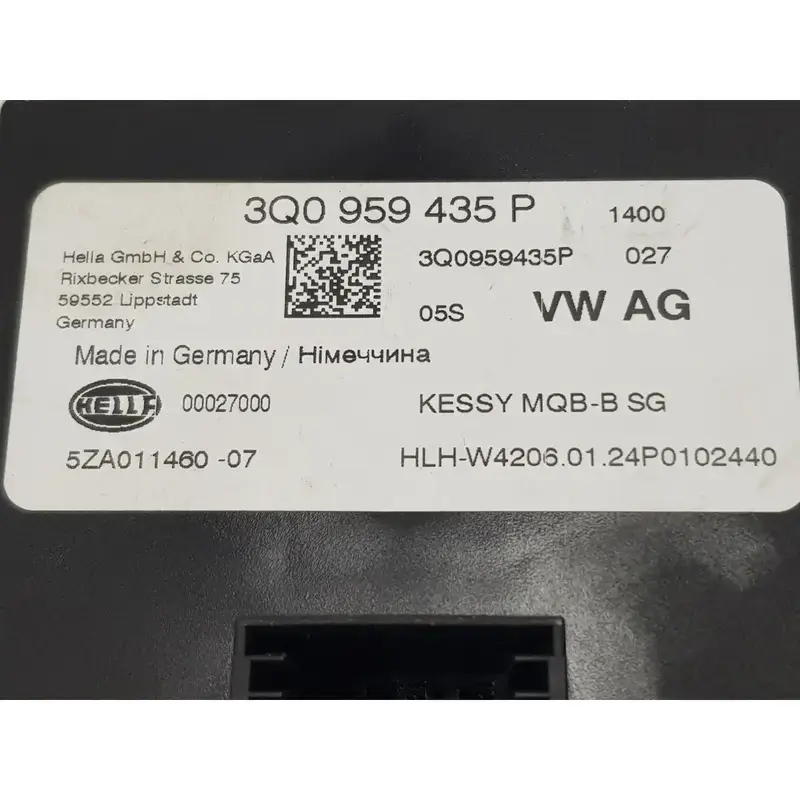 3Q0 959 435 P 1400
Hella GmbH & Co. KGaA
Rixbecker Strasse 75
59552 Lippstadt
Germany
3Q0959435P 027
05S VW AG
Made in Germany / Німеччина
HELLA 00027000 KESSY MQB-B SG
5ZA011460-07 HLH-W4206.01.24P0102440